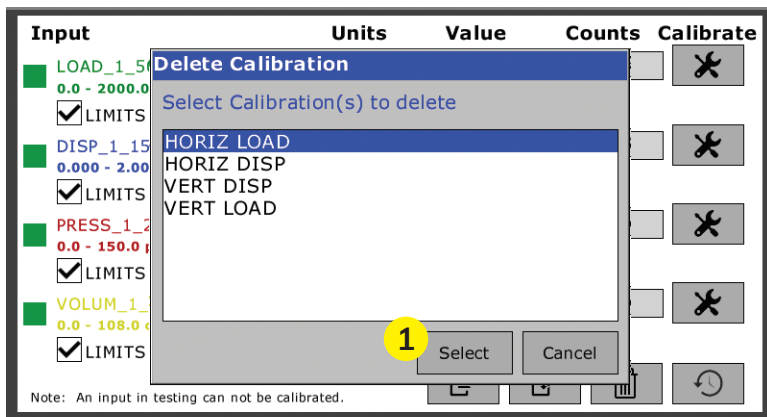 Input Units Value Counts Calibrate
LOAD_1_5
0.0 - 2000.0
LIMITS
DISP_1_15
0.000 - 2.00
LIMITS
PRESS_1_2
0.0 - 150.0
LIMITS
VOLUM_1_
0.0 - 108.0
LIMITS
Note: An input in testing can not be calibrated.
Delete Calibration
Select Calibration(s) to delete
HORIZ LOAD
HORIZ DISP
VERT DISP
VERT LOAD
1
Select Cancel